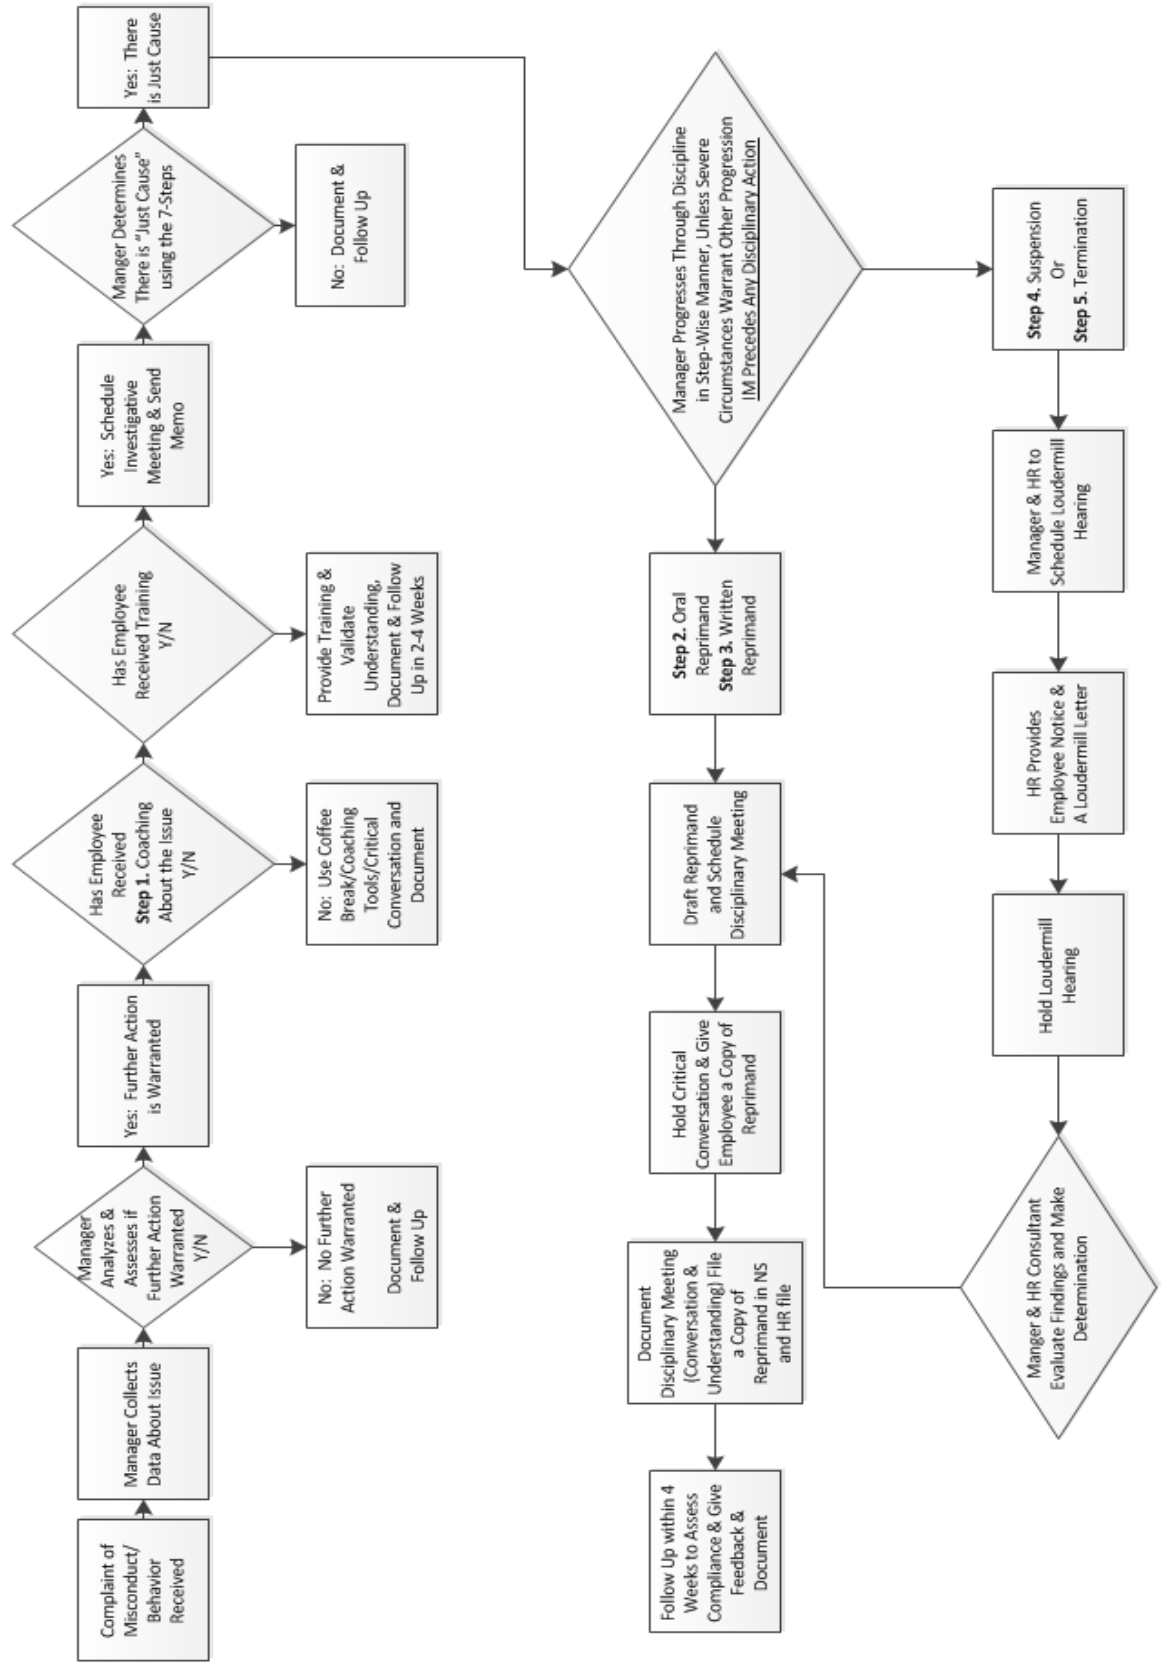 Complaint of
Misconduct/
Behavior
Received
Manager Collects
Data About Issue
Manager
Analyzes &
Assesses if
Further Action
Warranted
Y/N
No: No Further
Action Warranted
Document &
Follow Up
Yes: Further Action
is Warranted
Has Employee
Received
Step 1. Coaching
About the Issue
Y/N
No: Use Coffee
Break/Coaching
Tools/Critical
Conversation and
Document
Has Employee
Received Training
Y/N
Provide Training &
Validate
Understanding,
Document & Follow
Up in 2-4 Weeks
Yes: Schedule
Investigative
Meeting & Send
Memo
Manger Determines
There is "Just Cause"
using the 7-Steps
No: Document &
Follow Up
Yes: There
is Just Cause
Manager Progresses Through Discipline
in Step-Wise Manner, Unless Severe
Circumstances Warrant Other Progression
IM Precedes Any Disciplinary Action
Step 2. Oral
Reprimand
Step 3. Written
Reprimand
Draft Reprimand
and Schedule
Disciplinary Meeting
Hold Critical
Conversation & Give
Employee a Copy of
Reprimand
Document
Disciplinary Meeting
(Conversation &
Understanding) File
a Copy of
Reprimand in NS
and HR file
Follow Up within 4
Weeks to Assess
Compliance & Give
Feedback &
Document
Step 4. Suspension
Or
Step 5. Termination
Manager & HR to
Schedule Loudermill
Hearing
HR Provides
Employee Notice &
A Loudermill Letter
Hold Loudermill
Hearing
Manger & HR Consultant
Evaluate Findings and Make
Determination